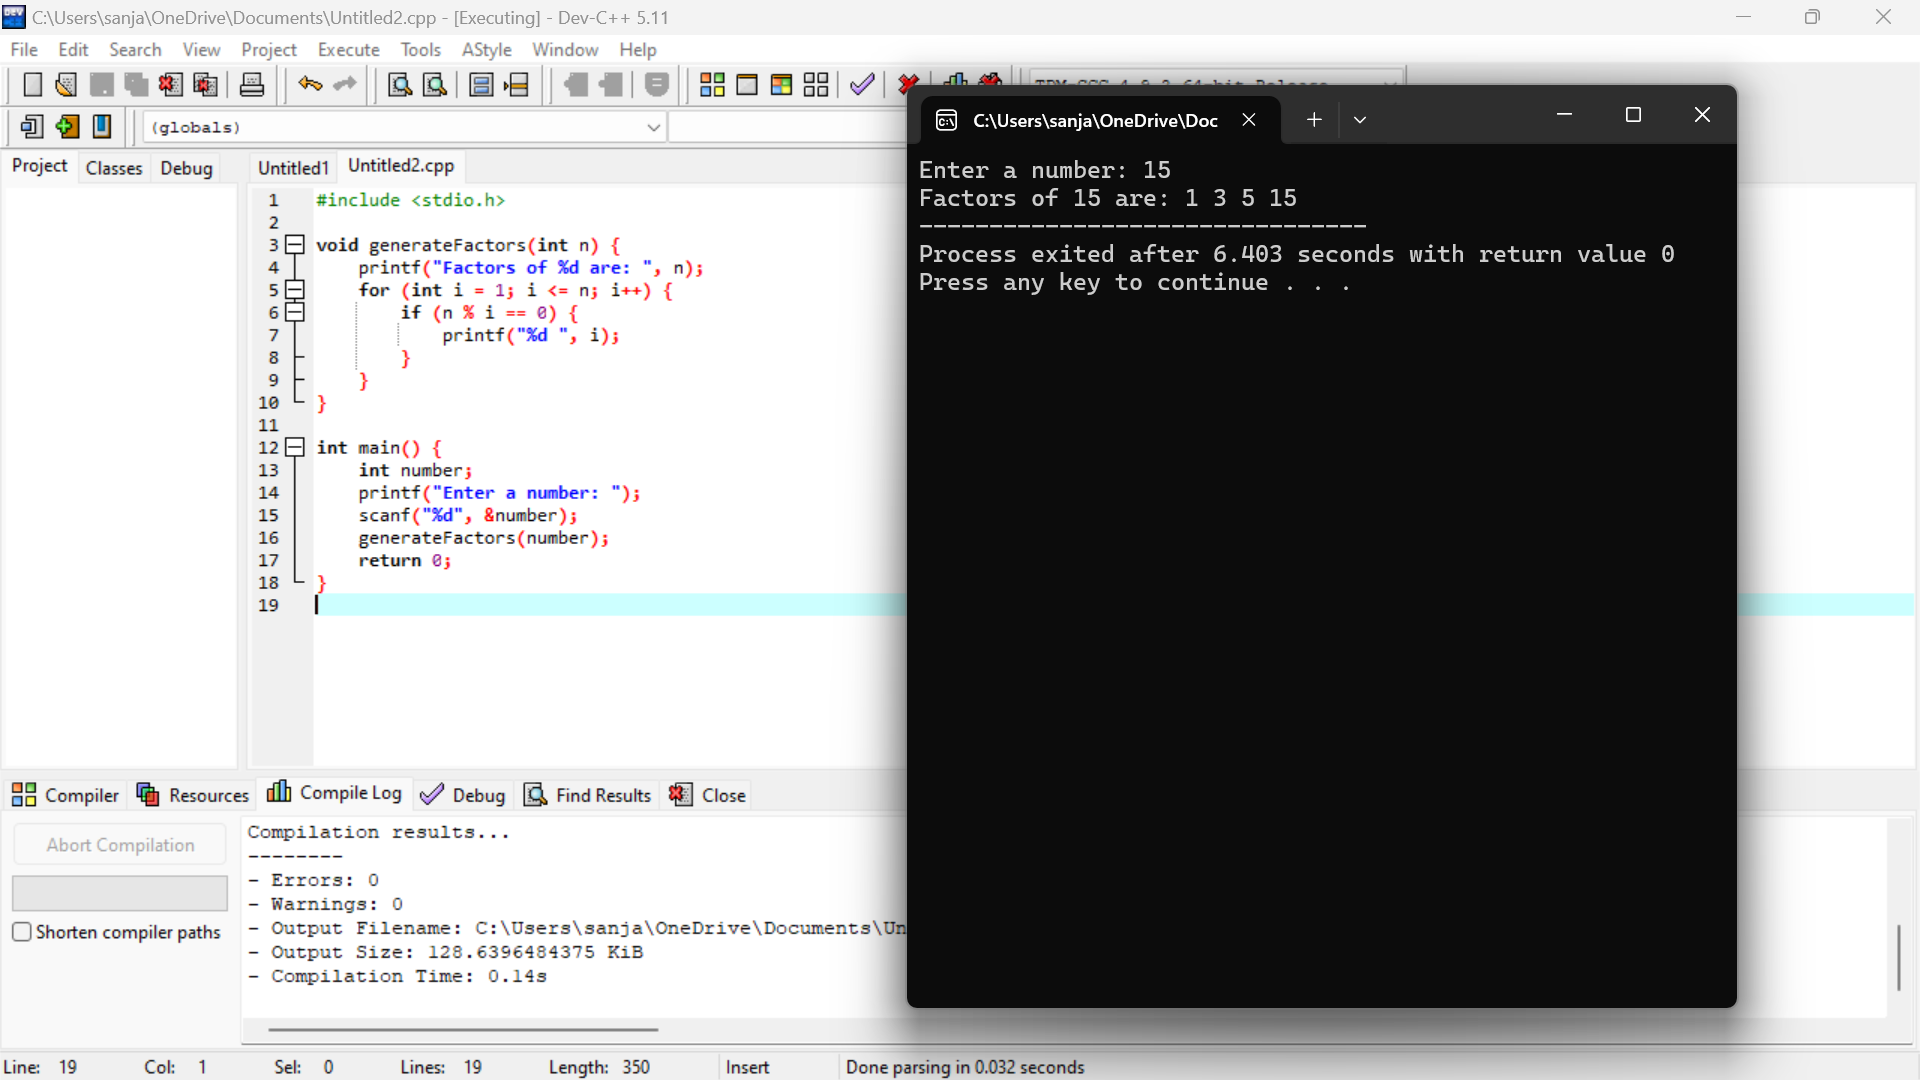 C:\Users\sanja\OneDrive\Documents\Untitled2.cpp - [Executing] - Dev-C++ 5.11
File Edit Search View Project Execute Tools AStyle Window Help
(globals)
Project Classes Debug
Untitled1 Untitled2.cpp
1 #include <stdio.h>
2
3 void generateFactors(int n) {
4 printf("Factors of %d are: ", n);
5 for (int i = 1; i <= n; i++) {
6 if (n % i == 0) {
7 printf("%d ", i);
8 }
9 }
10 }
11
12 int main() {
13 int number;
14 printf("Enter a number: ");
15 scanf("%d", &number);
16 generateFactors(number);
17 return 0;
18 }
19
C:\Users\sanja\OneDrive\Doc
Enter a number: 15
Factors of 15 are: 1 3 5 15
--------------------------------
Process exited after 6.403 seconds with return value 0
Press any key to continue . . .
Compiler Resources Compile Log Debug Find Results Close
Abort Compilation
Shorten compiler paths
Compilation results...
--------
- Errors: 0
- Warnings: 0
- Output Filename: C:\Users\sanja\OneDrive\Documents\Un
- Output Size: 128.6396484375 KiB
- Compilation Time: 0.14s
Line: 19 Col: 1 Sel: 0 Lines: 19 Length: 350 Insert Done parsing in 0.032 seconds